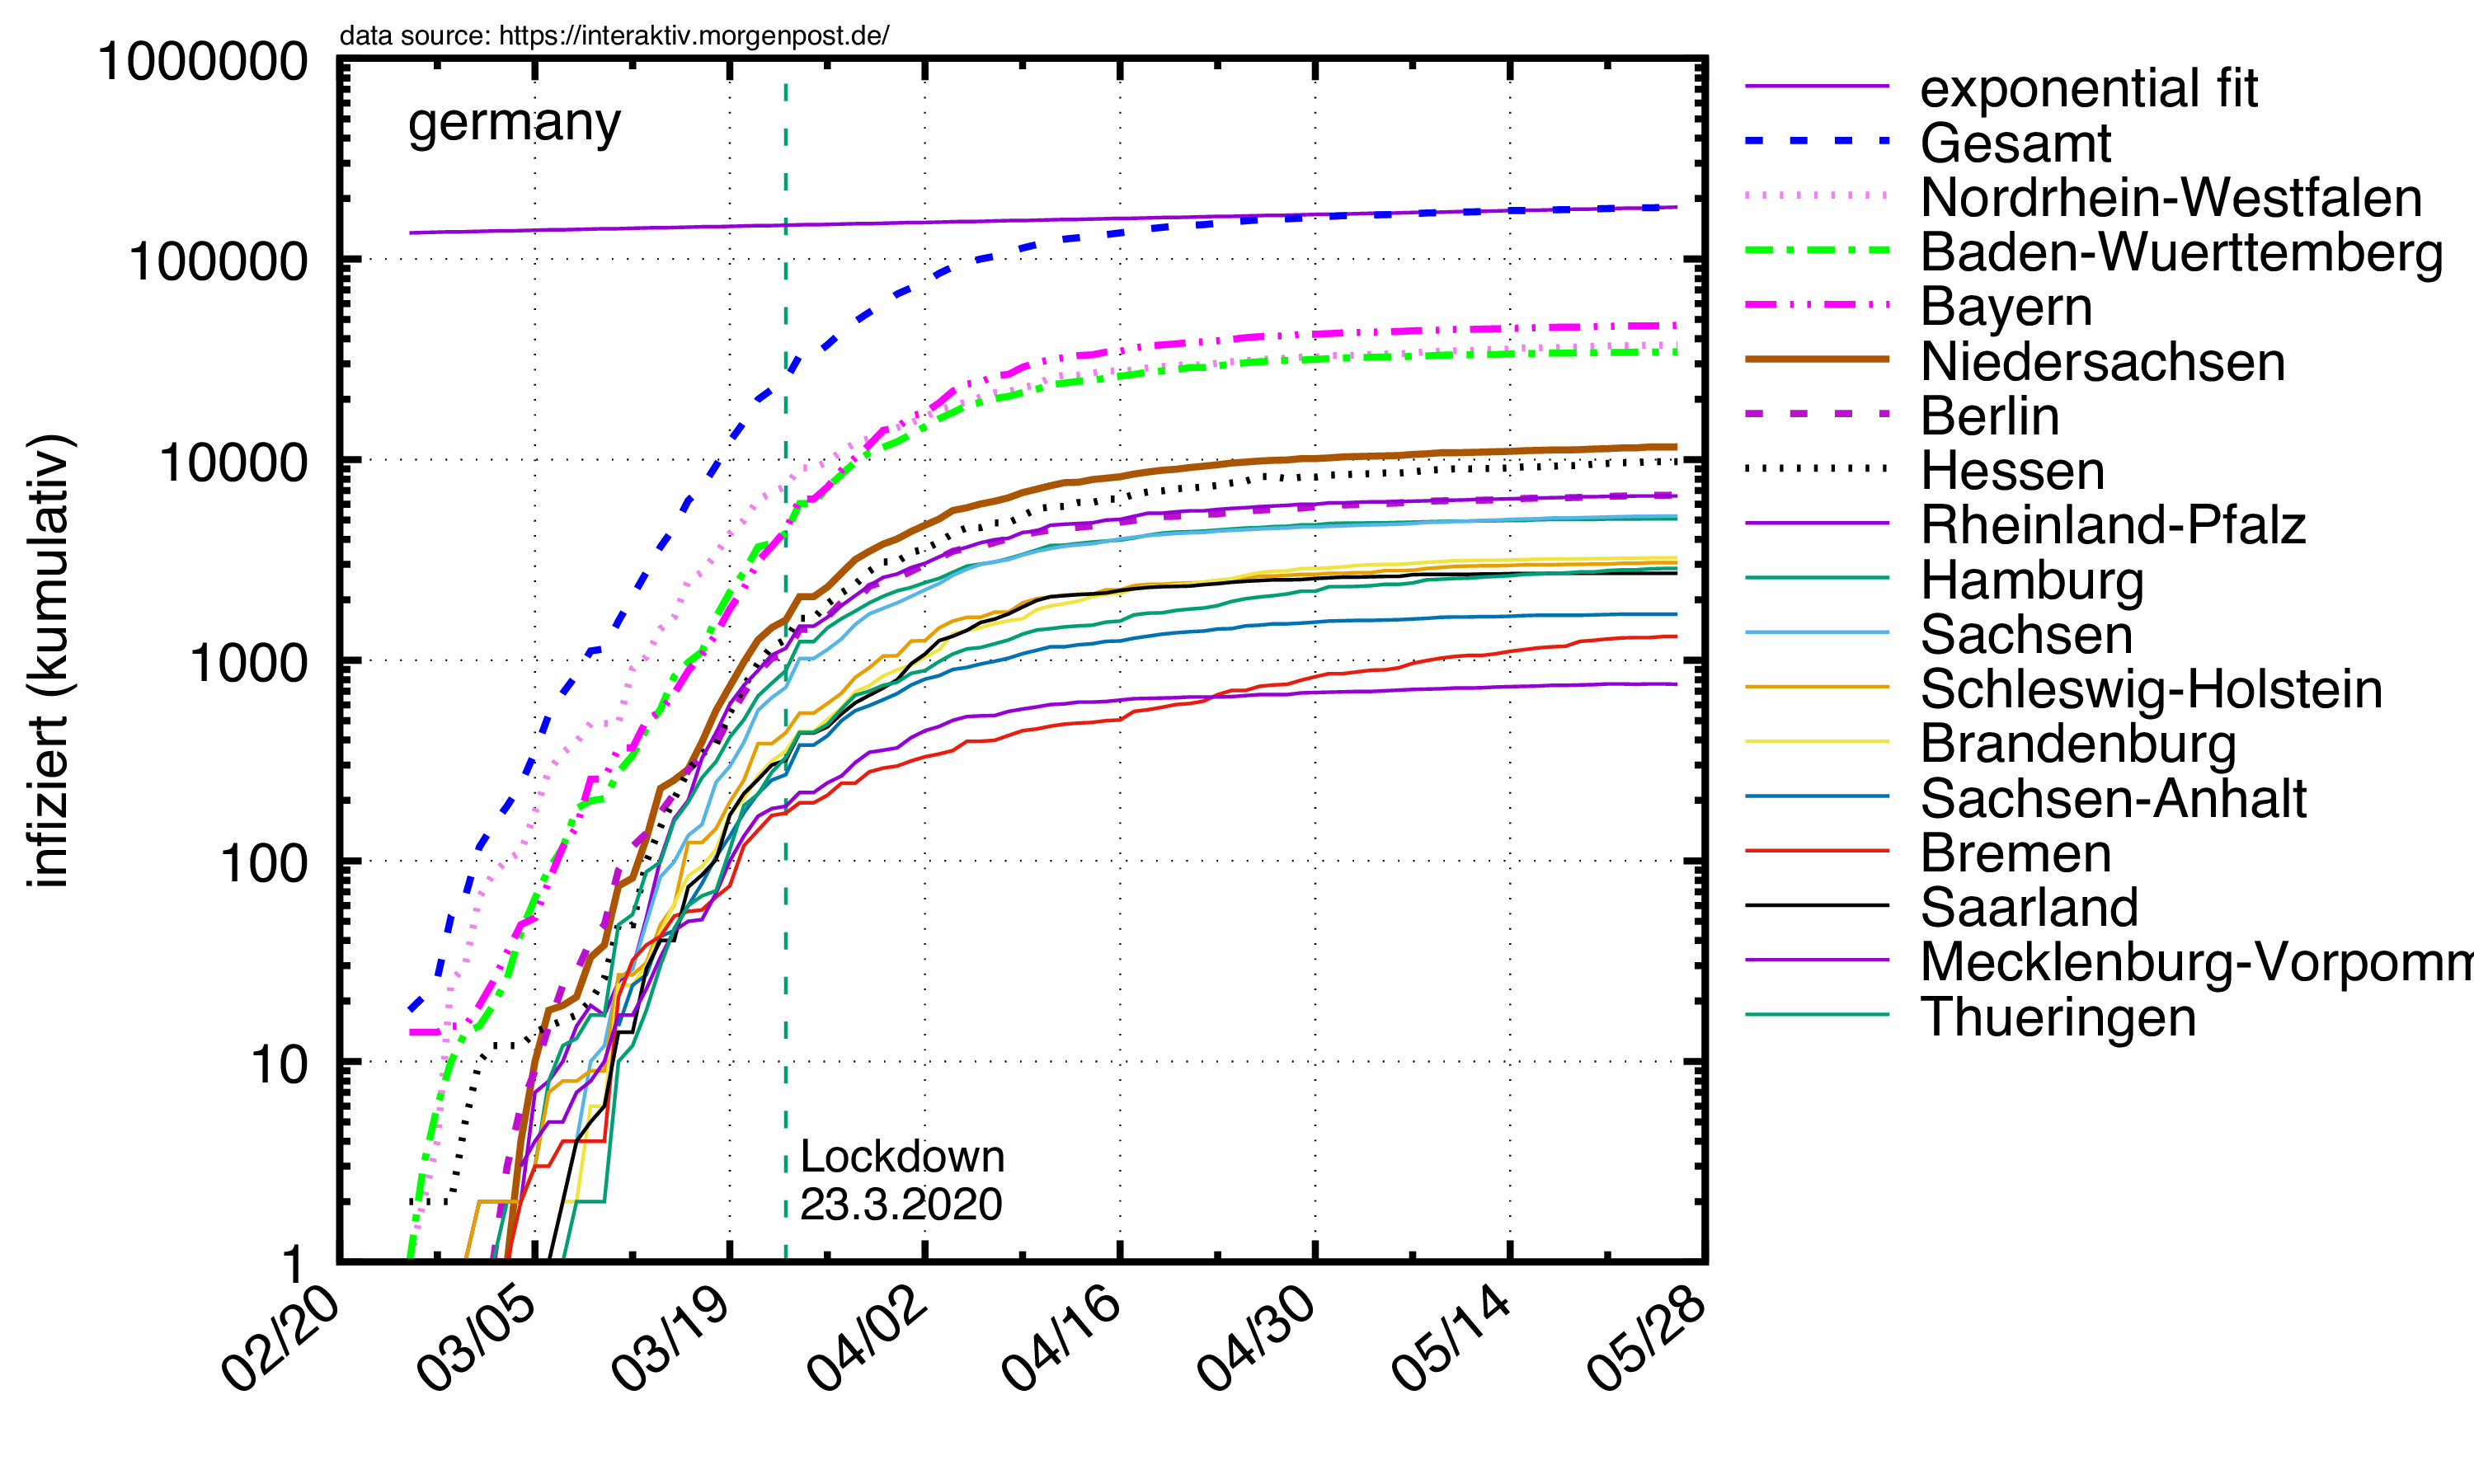 data source: https://interaktiv.morgenpost.de/
germany
infiziert (kumulativ)
1000000
100000
10000
1000
100
10
1
02/20
03/05
03/19
04/02
04/16
04/30
05/14
05/28
Lockdown
23.3.2020
exponential fit
Gesamt
Nordrhein-Westfalen
Baden-Wuerttemberg
Bayern
Niedersachsen
Berlin
Hessen
Rheinland-Pfalz
Hamburg
Sachsen
Schleswig-Holstein
Brandenburg
Sachsen-Anhalt
Bremen
Saarland
Mecklenburg-Vorpomm
Thueringen